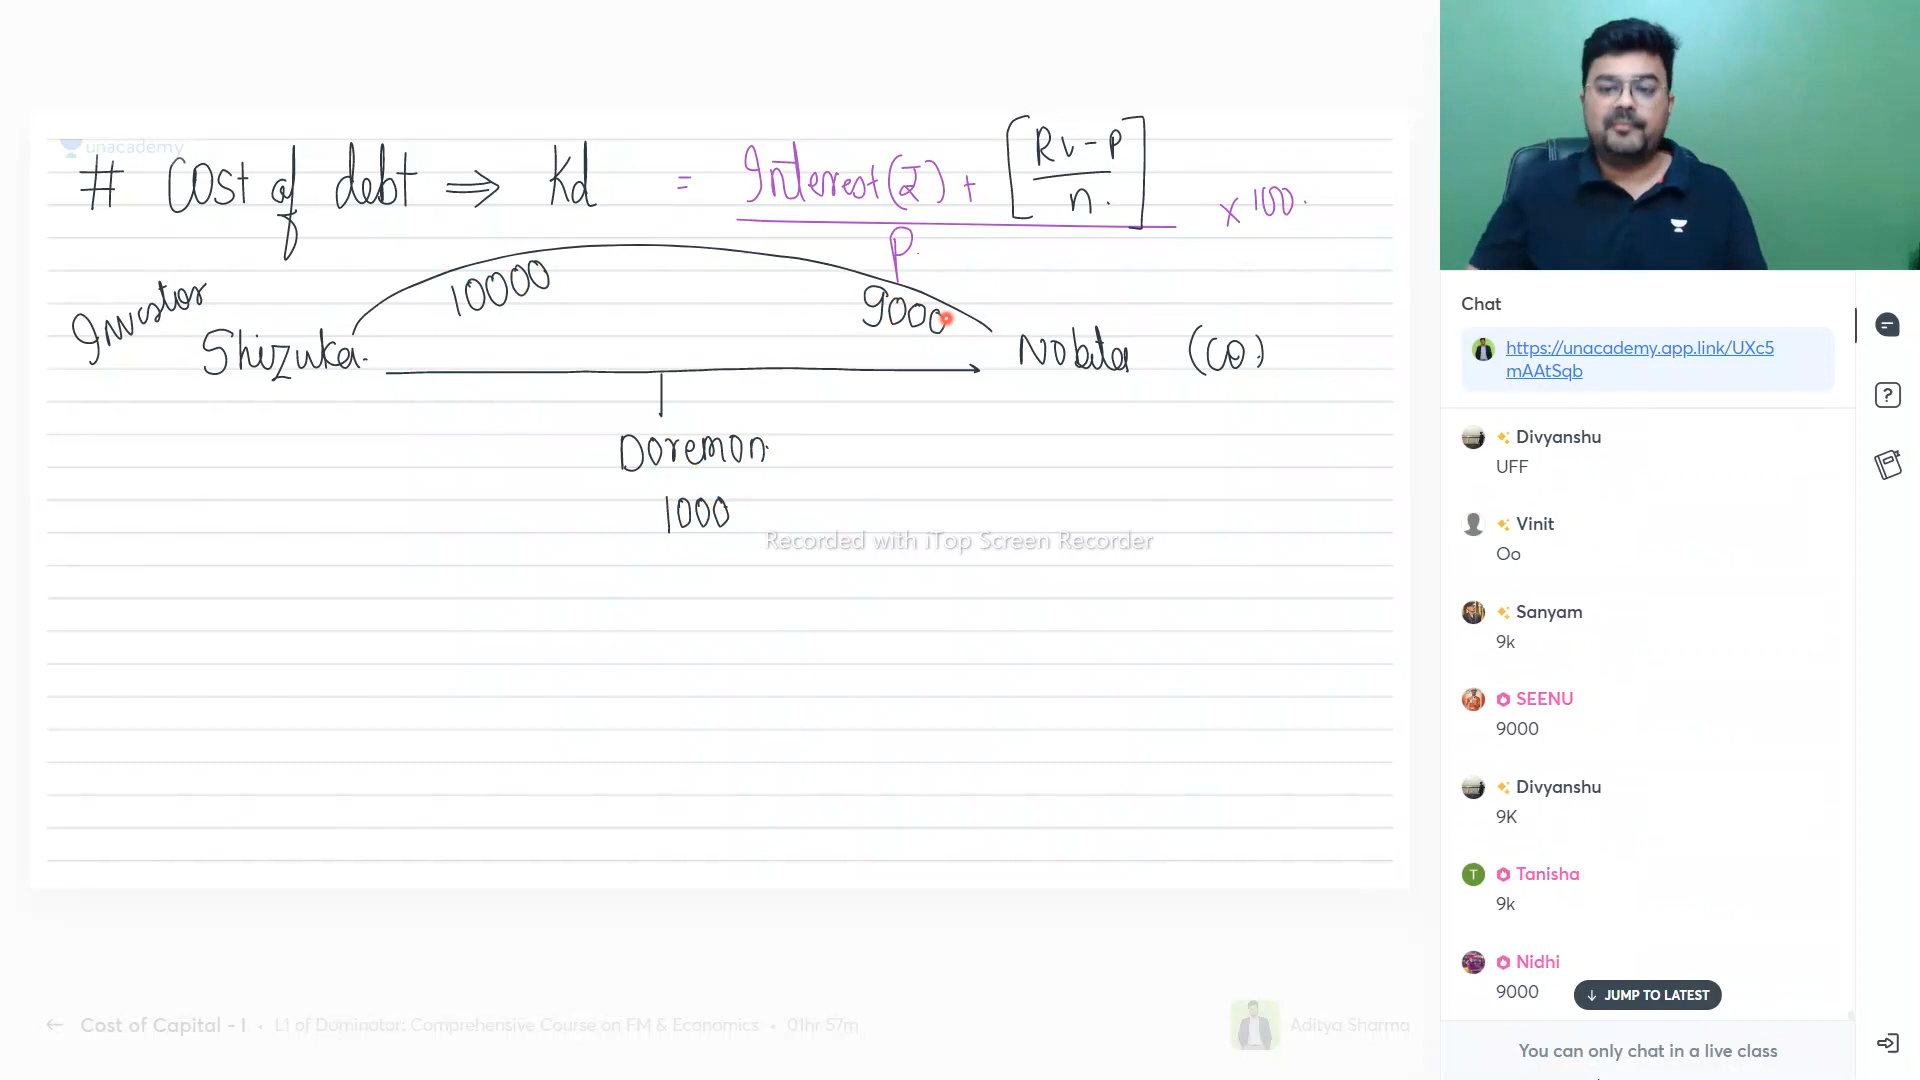 unacademy
# Cost of debt ⇒ Kd = Interest(I) + [Rv-P / n.] / P. x 100.
10000
9000
Investor
Shizuka. Nobita (CO.)
Doremon.
1000
Recorded with iTop Screen Recorder
← Cost of Capital - I • L1 of Dominator: Comprehensive Course on FM & Economics • 01hr 57m
Aditya Sharma
Chat
https://unacademy.app.link/UXc5
mAAtSqb
Divyanshu
UFF
Vinit
Oo
Sanyam
9k
SEENU
9000
Divyanshu
9K
T Tanisha
9k
Nidhi
9000
↓ JUMP TO LATEST
You can only chat in a live class